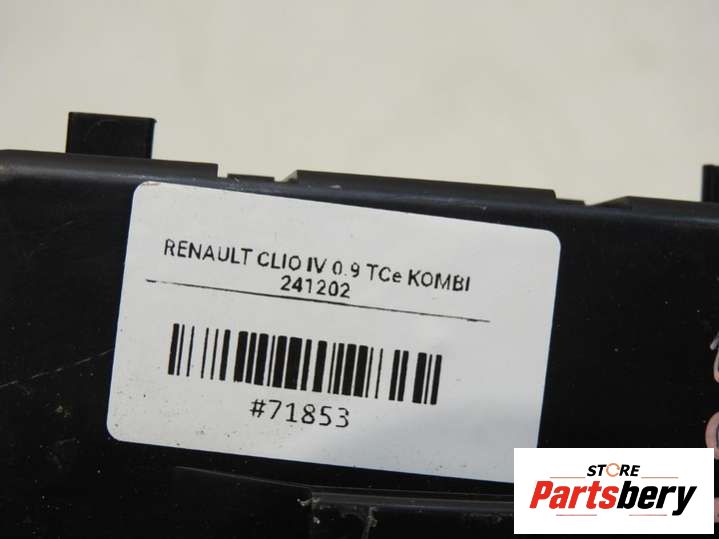 RENAULT CLIO IV 0.9 TCe KOMBI
241202
#71853
STORE
Partsbery